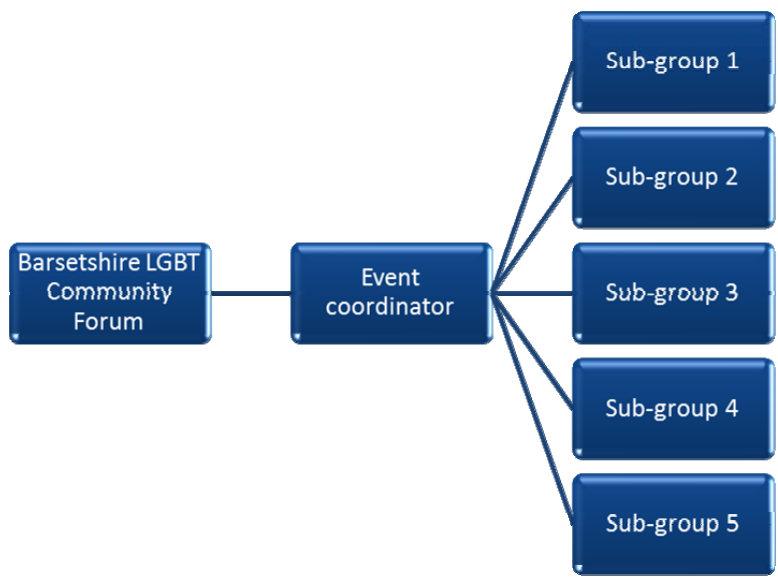 Barsetshire LGBT
Community
Forum
Event
coordinator
Sub-group 1
Sub-group 2
Sub-group 3
Sub-group 4
Sub-group 5